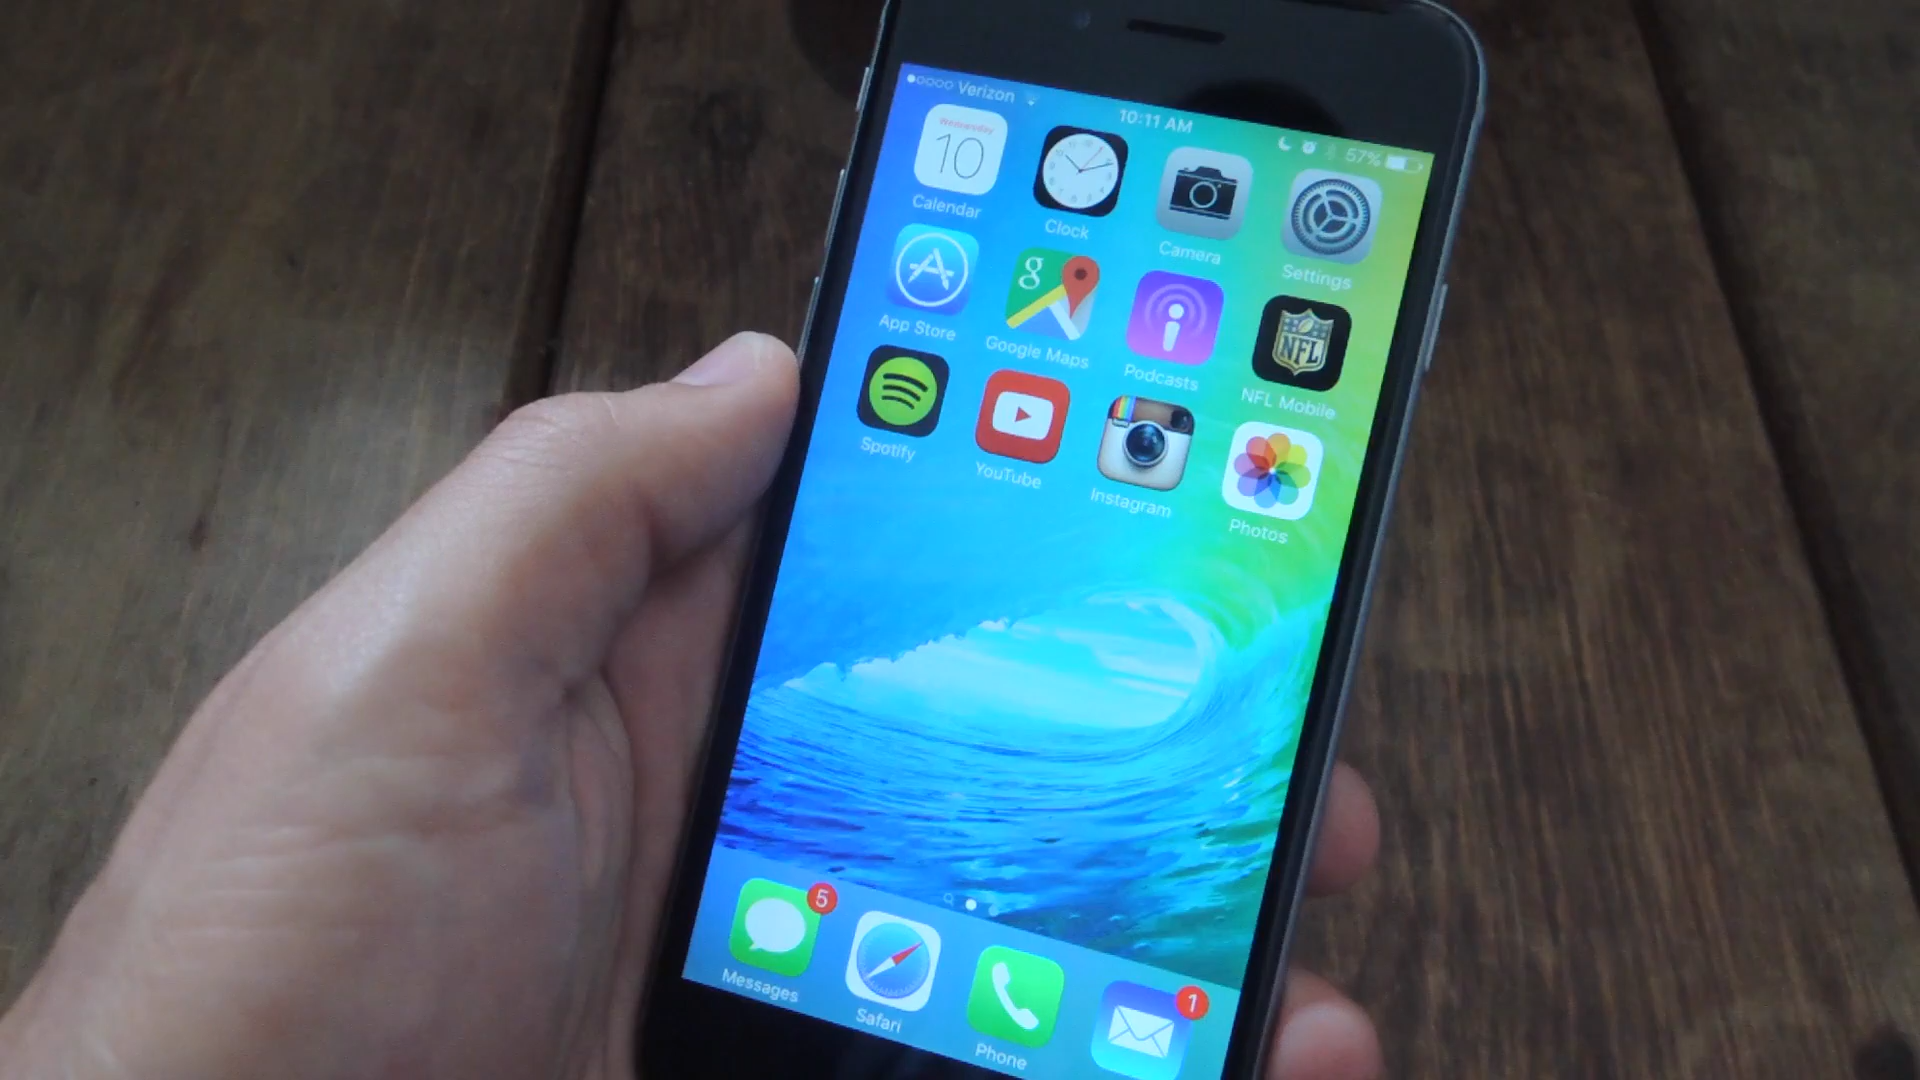 Verizon 10:11 AM 57%
Wednesday
10
Calendar Clock Camera Settings
g
NFL
App Store Google Maps Podcasts NFL Mobile
Spotify YouTube Instagram Photos
5 1
Messages Safari Phone